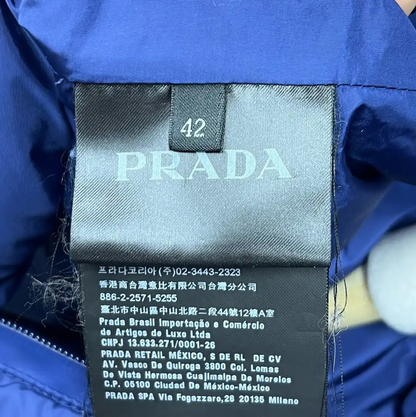 42
PRADA
프라다코리아 (주)02-3443-2323
香港商台灣璞比有限公司台灣分公司
886-2-2571-5255
臺北市中區中山北路二段44號12樓A室
Prada Brasil Importação e Comércio
de Artigos de Luxo Ltda
CNPJ 13.633.271/0001-26
PRADA RETAIL MÉXICO, S DE RL DE CV
AV. Vasco De Quiroga 3800 Col. Lomas
De Vista Hermosa Cuajimalpa De Morelos
C.P. 05100 Ciudad De México-México
PRADA SPA Via Fogazzaro,28 20135 Milano